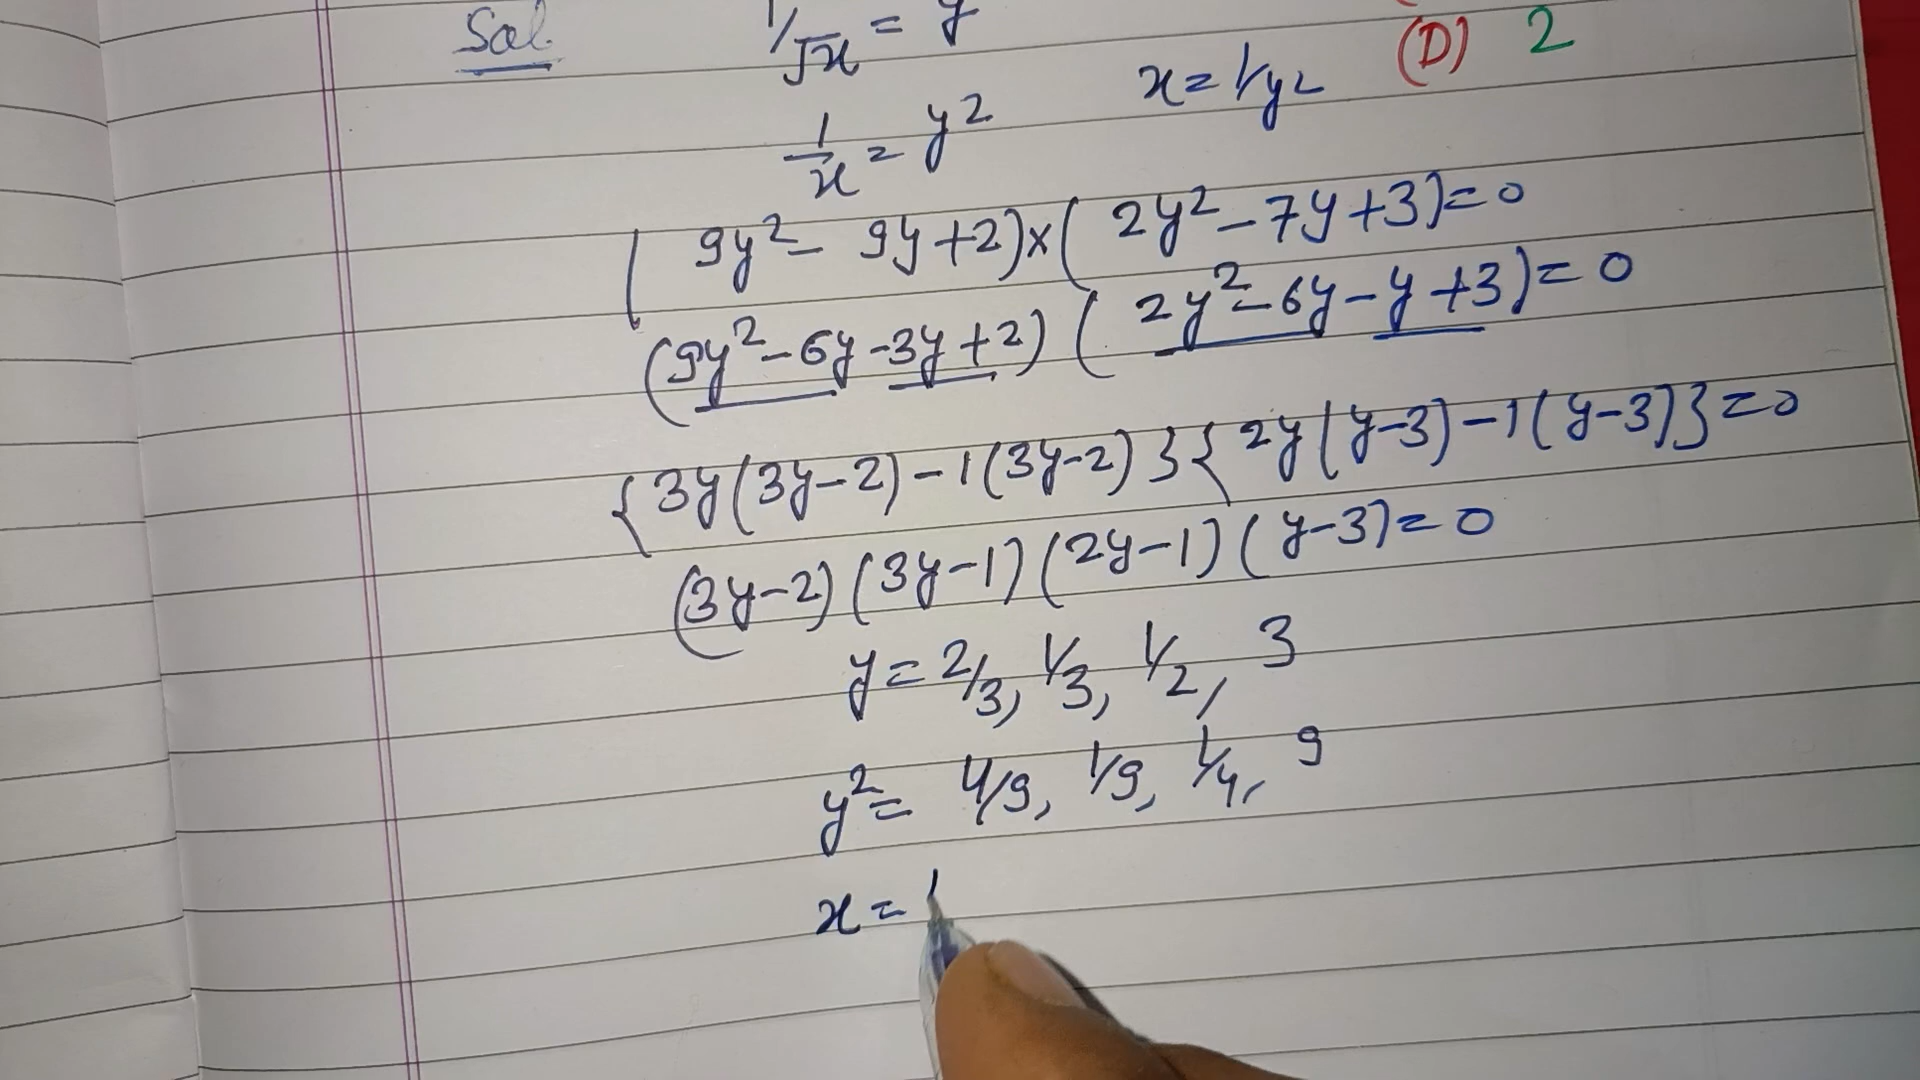 Sol. 1/√x = y
(D) 2
x = 1/y2
1/x = y²
( 9y² - 9y + 2)×( 2y² - 7y + 3) = 0
(9y² - 6y - 3y + 2) ( 2y² - 6y - y + 3) = 0
{3y(3y - 2) - 1(3y - 2)}{2y(y - 3) - 1(y - 3)} = 0
(3y - 2)(3y - 1)(2y - 1)(y - 3) = 0
y = 2/3, 1/3, 1/2, 3
y² = 4/9, 1/9, 1/4, 9
x =